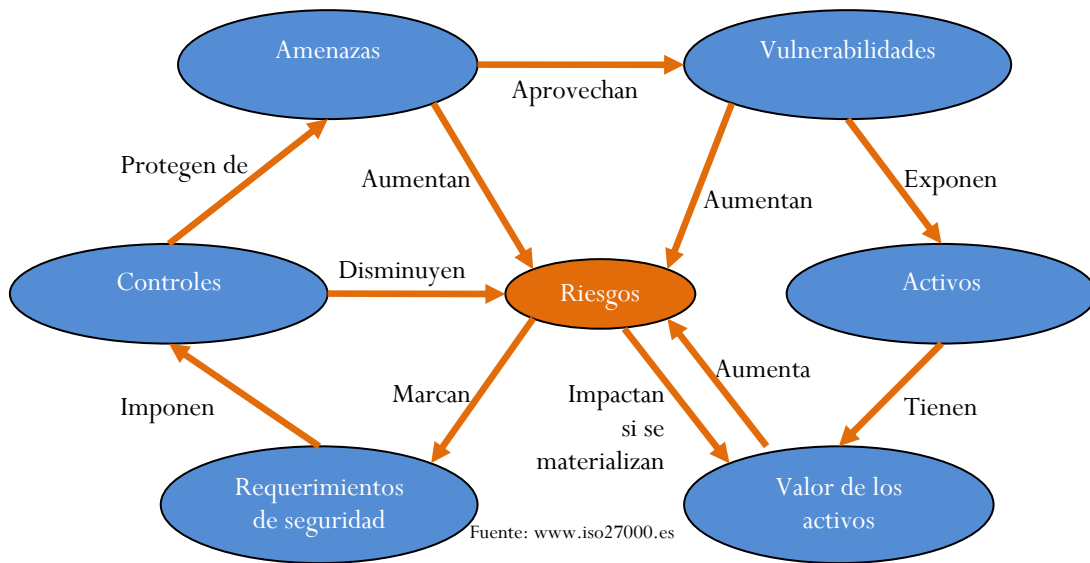 Amenazas
Vulnerabilidades
Aprovechan
Protegen de
Aumentan
Aumentan
Exponen
Controles
Disminuyen
Riesgos
Activos
Imponen
Marcan
Impactan
si se
materializan
Aumenta
Tienen
Requerimientos
de seguridad
Valor de los
activos
Fuente: www.iso27000.es